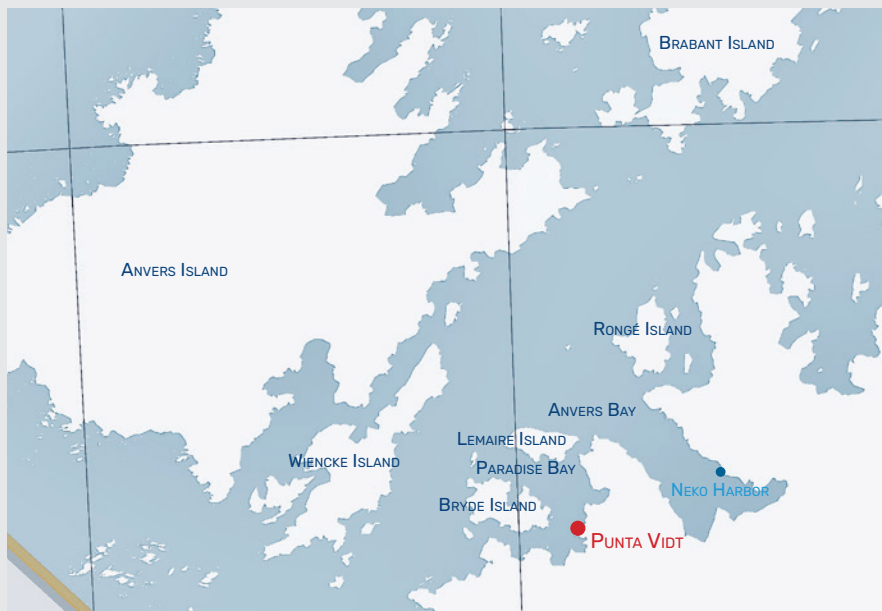 Brabant Island
Anvers Island
Rongé Island
Anvers Bay
Lemaire Island
Wiencke Island
Paradise Bay
Neko Harbor
Bryde Island
Punta Vidt